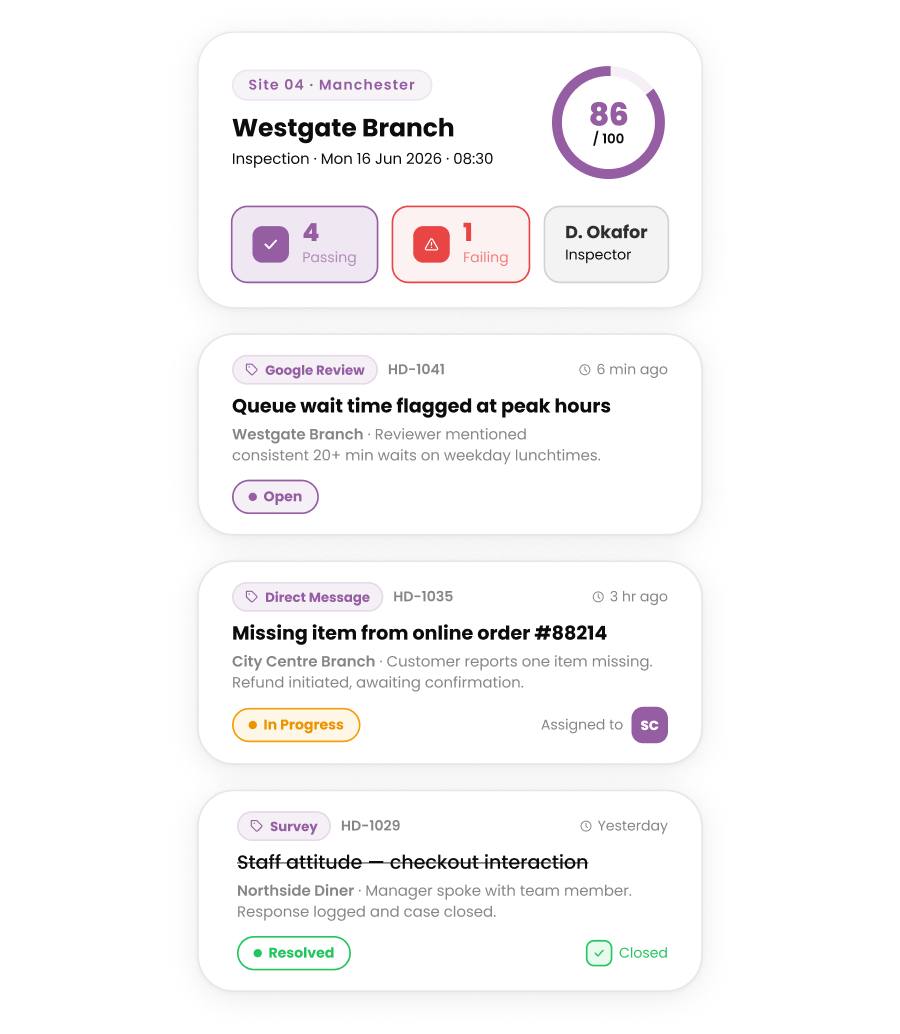 Site 04 · Manchester
Westgate Branch
Inspection · Mon 16 Jun 2026 · 08:30
86
/ 100
4
Passing
1
Failing
D. Okafor
Inspector
Google Review HD-1041 6 min ago
Queue wait time flagged at peak hours
Westgate Branch · Reviewer mentioned
consistent 20+ min waits on weekday lunchtimes.
Open
Direct Message HD-1035 3 hr ago
Missing item from online order #88214
City Centre Branch · Customer reports one item missing.
Refund initiated, awaiting confirmation.
In Progress Assigned to SC
Survey HD-1029 Yesterday
Staff attitude — checkout interaction
Northside Diner · Manager spoke with team member.
Response logged and case closed.
Resolved Closed